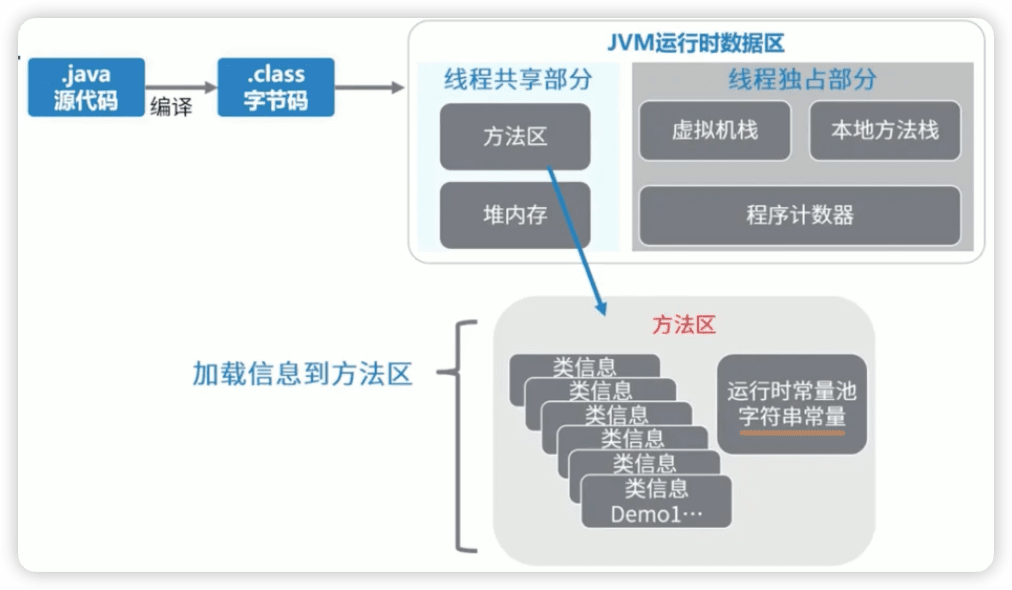 JVM运行时数据区
.java
源代码
编译
.class
字节码
线程共享部分
方法区
堆内存
线程独占部分
虚拟机栈
本地方法栈
程序计数器
加载信息到方法区
方法区
类信息
类信息
类信息
类信息
类信息
类信息
Demo1…
运行时常量池
字符串常量